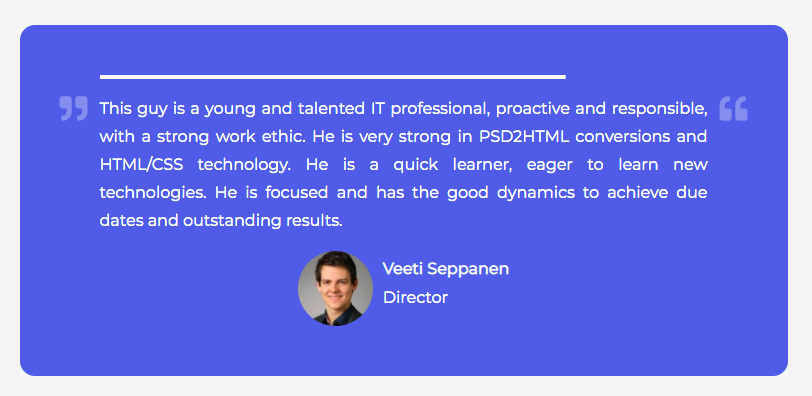 This guy is a young and talented IT professional, proactive and responsible,
with a strong work ethic. He is very strong in PSD2HTML conversions and
HTML/CSS technology. He is a quick learner, eager to learn new
technologies. He is focused and has the good dynamics to achieve due
dates and outstanding results.
Veeti Seppanen
Director